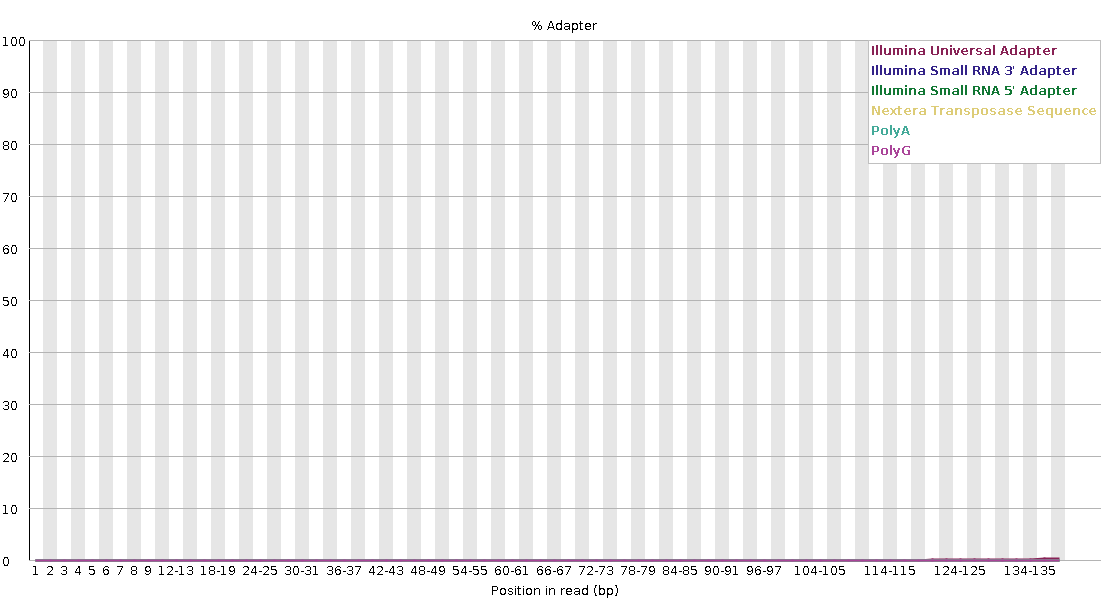 % Adapter
100
90
80
70
60
50
40
30
20
10
0
Illumina Universal Adapter
Illumina Small RNA 3' Adapter
Illumina Small RNA 5' Adapter
Nextera Transposase Sequence
PolyA
PolyG
1 2 3 4 5 6 7 8 9 12-13 18-19 24-25 30-31 36-37 42-43 48-49 54-55 60-61 66-67 72-73 78-79 84-85 90-91 96-97 104-105 114-115 124-125 134-135
Position in read (bp)